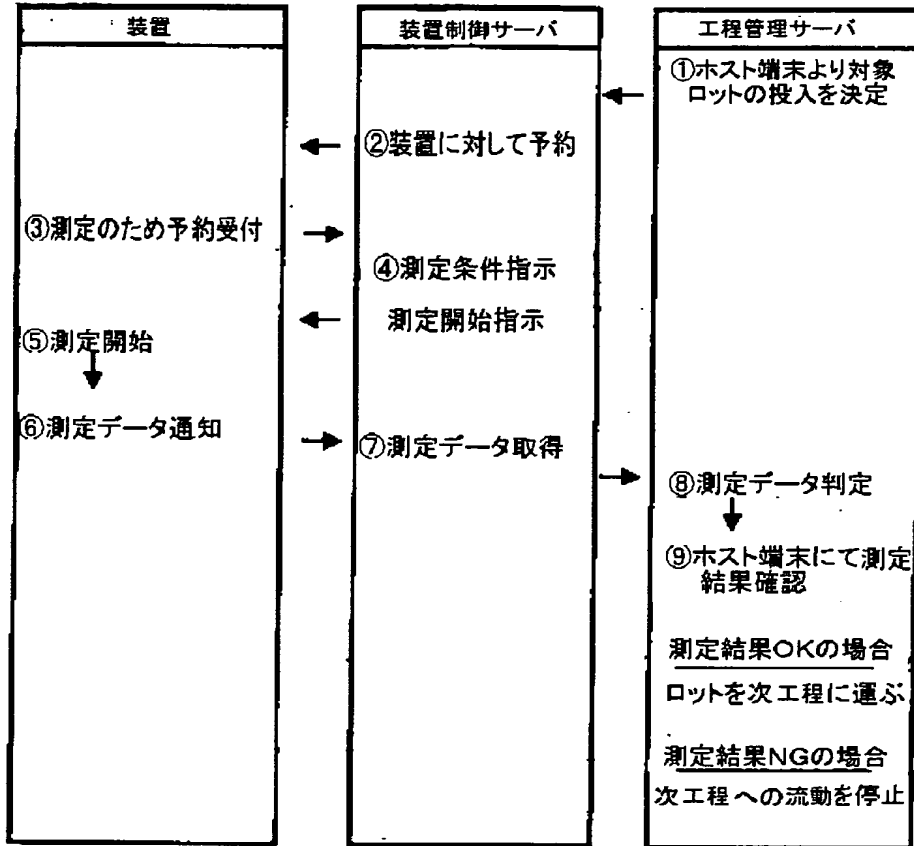 装置
装置制御サーバ
工程管理サーバ
①ホスト端末より対象
ロットの投入を決定
②装置に対して予約
③測定のため予約受付
④測定条件指示
測定開始指示
⑤測定開始
⑥測定データ通知
⑦測定データ取得
⑧測定データ判定
⑨ホスト端末にて測定
結果確認
測定結果OKの場合
ロットを次工程に運ぶ
測定結果NGの場合
次工程への流動を停止